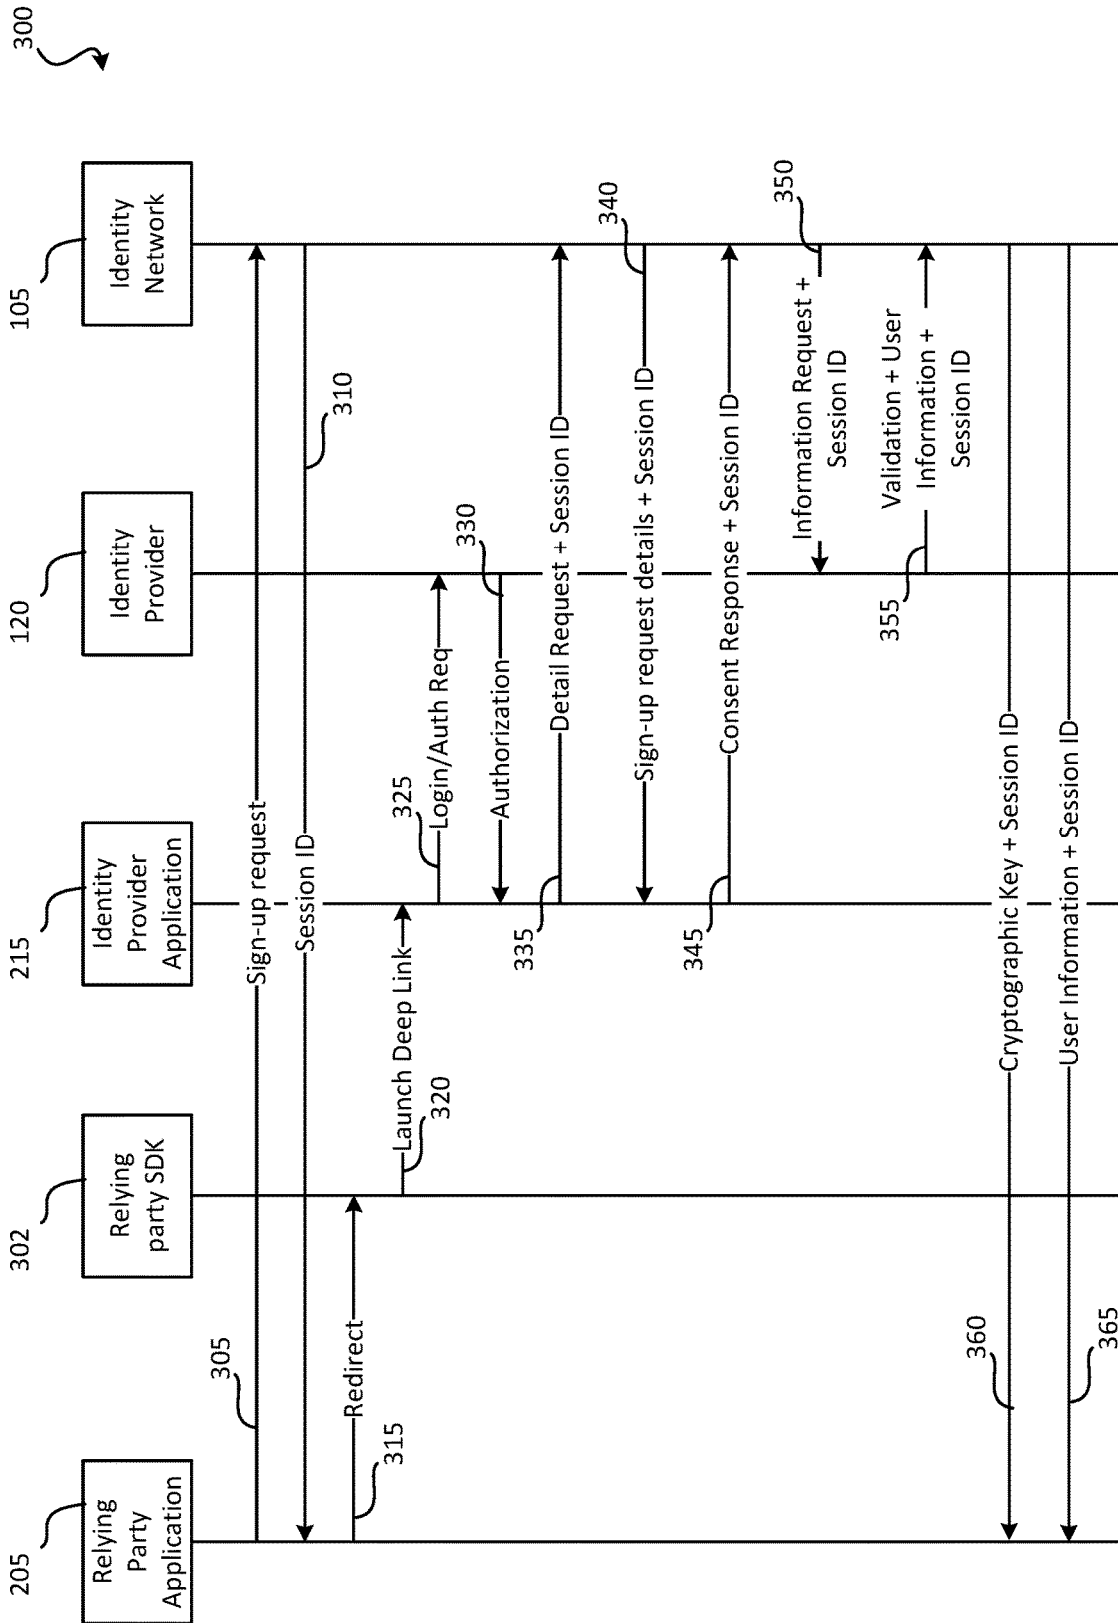 300
205
302
215
120
105
Relying
Party
Application
Relying
party SDK
Identity
Provider
Application
Identity
Provider
Identity
Network
305
Sign-up request
Session ID
310
Redirect
315
Launch Deep Link
320
325
Login/Auth Req
330
Authorization
335
Detail Request + Session ID
340
Sign-up request details + Session ID
345
Consent Response + Session ID
350
Information Request +
Session ID
355
Validation + User
Information +
Session ID
360
Cryptographic Key + Session ID
User Information + Session ID
365